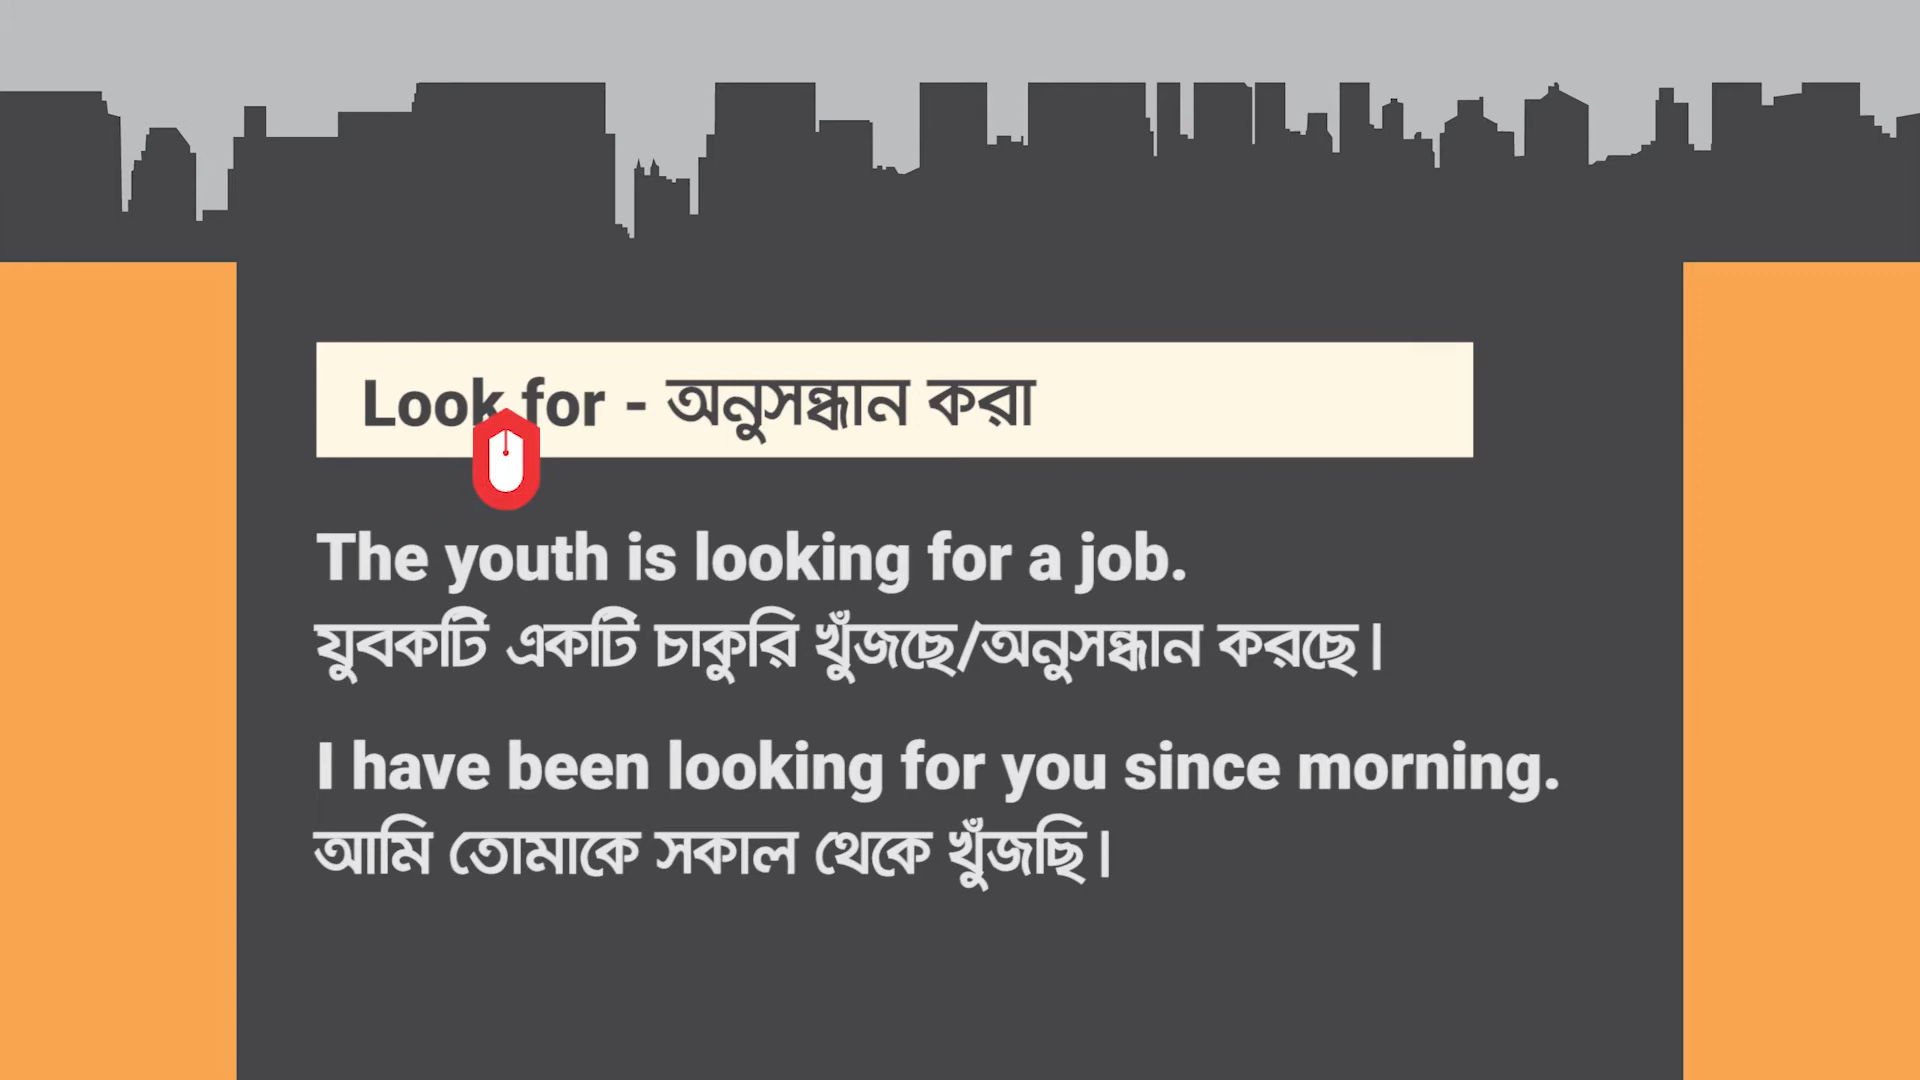 Look for - অনুসন্ধান করা
The youth is looking for a job.
যুবকটি একটি চাকুরি খুঁজছে/অনুসন্ধান করছে।
I have been looking for you since morning.
আমি তোমাকে সকাল থেকে খুঁজছি।